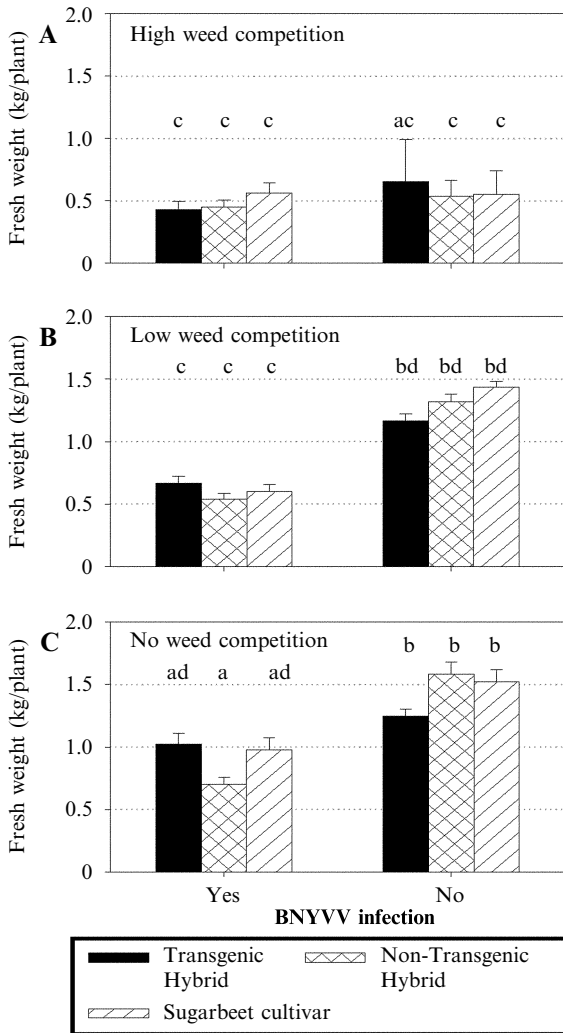 A
High weed competition
Fresh weight (kg/plant)
2.0
1.5
1.0
0.5
0
c c c ac c c
B
Low weed competition
Fresh weight (kg/plant)
2.0
1.5
1.0
0.5
0
c c c bd bd bd
C
No weed competition
Fresh weight (kg/plant)
2.0
1.5
1.0
0.5
0
ad a ad b b b
Yes No
BNYVV infection
Transgenic Hybrid
Non-Transgenic Hybrid
Sugarbeet cultivar